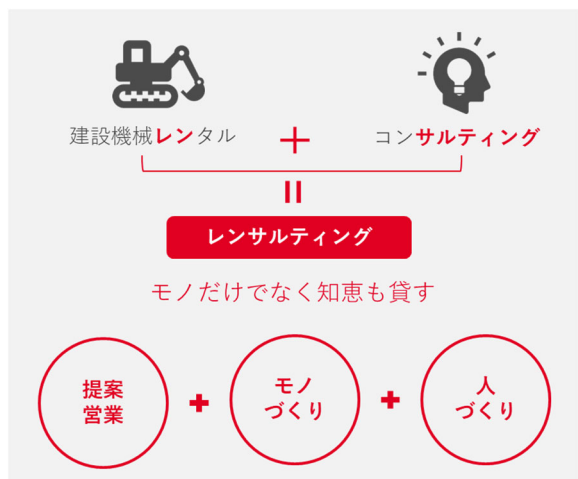 建設機械レンタル
＋
コンサルティング
＝
レンサルティング
モノだけでなく知恵も貸す
提案
営業
+
モノ
づくり
+
人
づくり